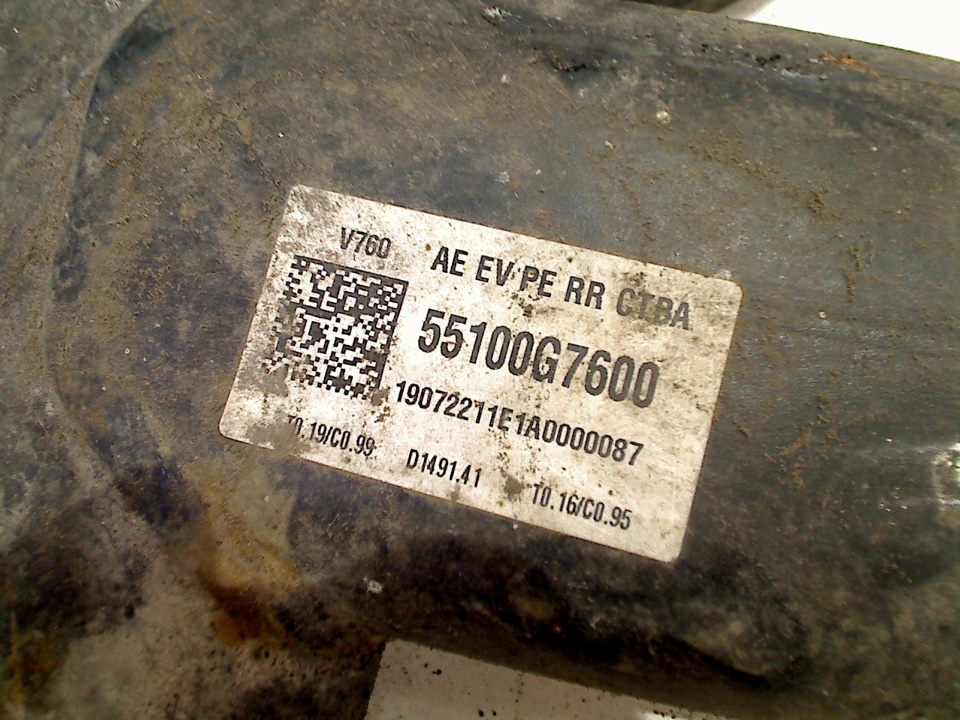 V760
AE EV PE RR CTBA
55100G7600
19072211E1A0000087
T0.19/C0.99
D1491.41
T0.16/C0.95